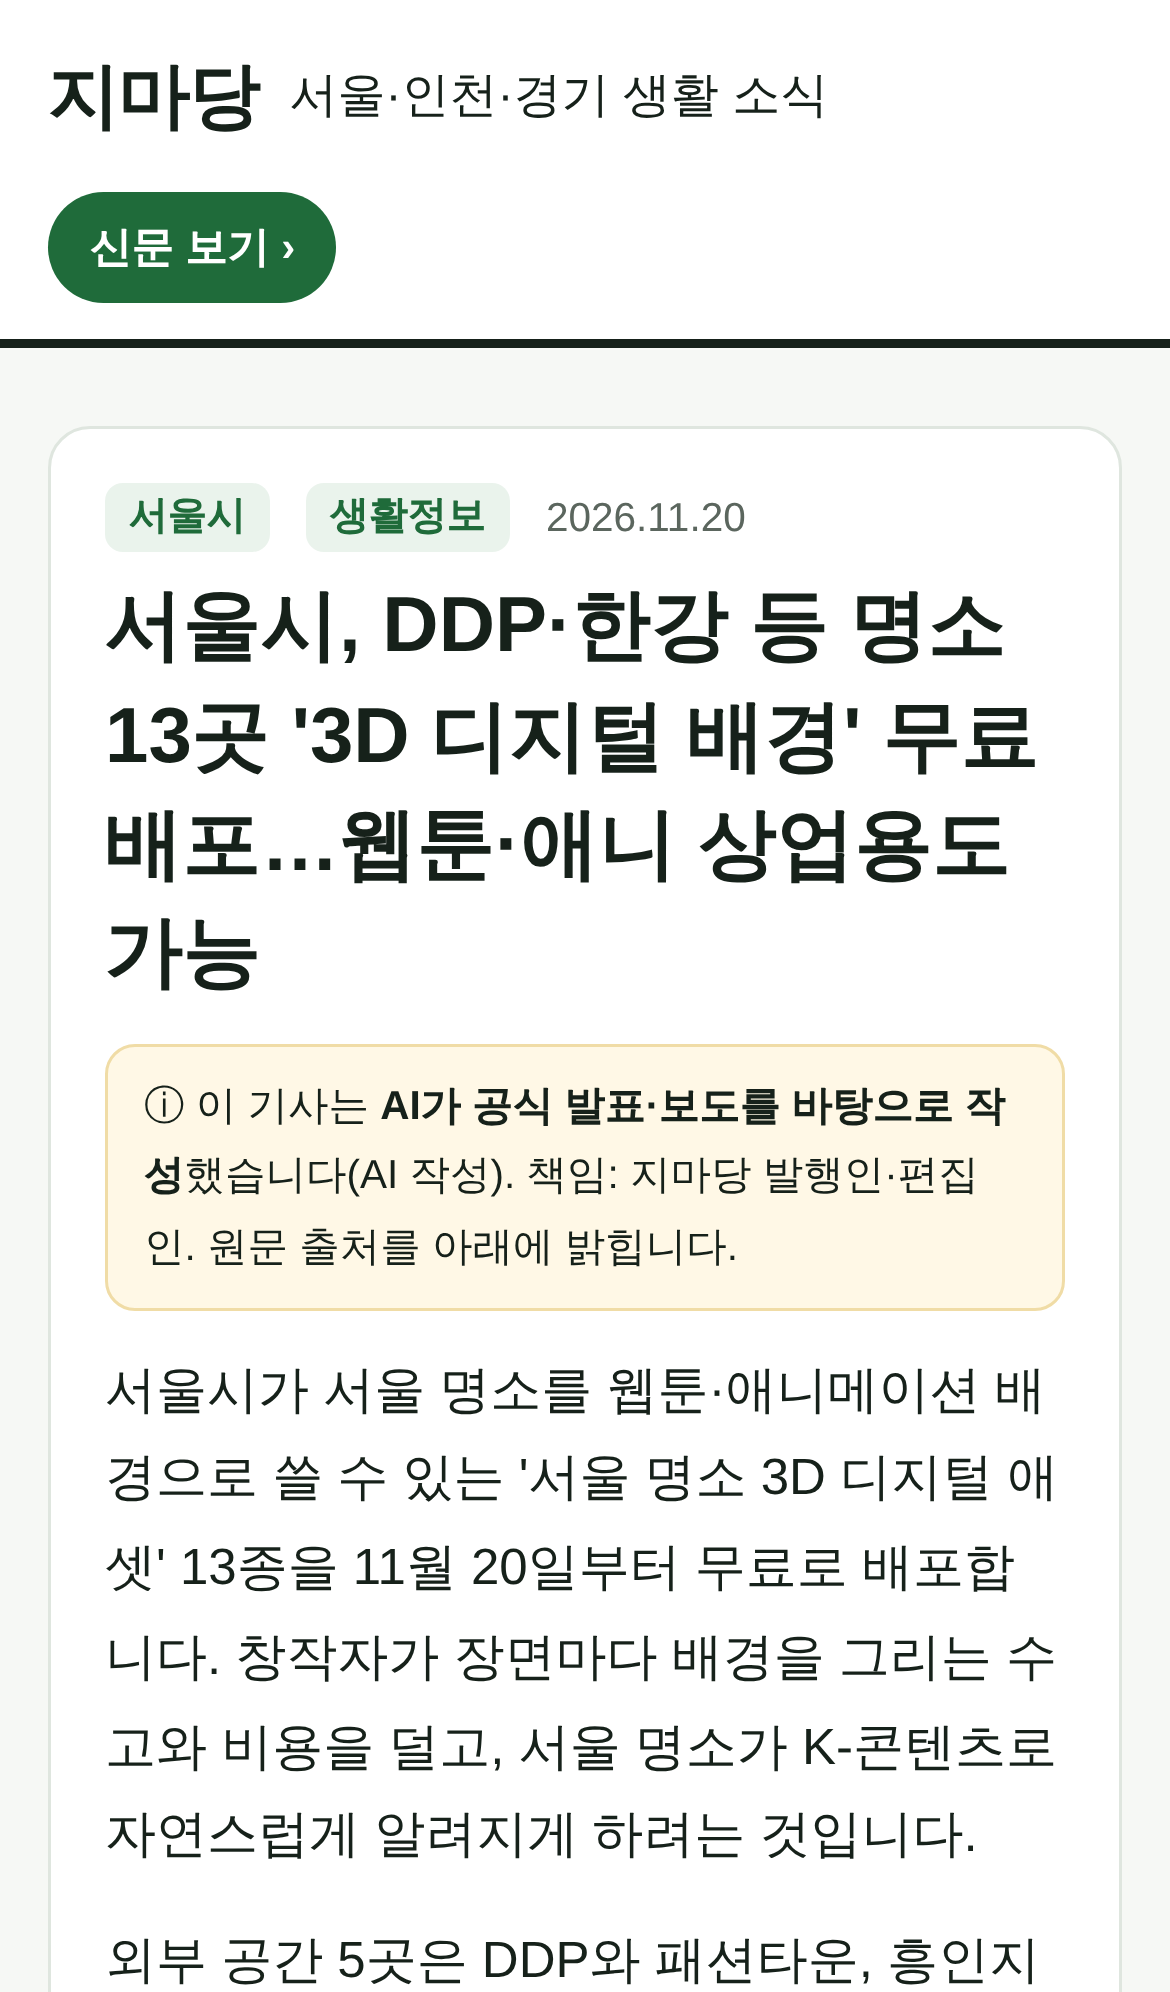 지마당 서울·인천·경기 생활 소식
신문 보기 ›
서울시 생활정보 2026.11.20
서울시, DDP·한강 등 명소
13곳 '3D 디지털 배경' 무료
배포…웹툰·애니 상업용도
가능
ⓘ 이 기사는 AI가 공식 발표·보도를 바탕으로 작
성했습니다(AI 작성). 책임: 지마당 발행인·편집
인. 원문 출처를 아래에 밝힙니다.
서울시가 서울 명소를 웹툰·애니메이션 배
경으로 쓸 수 있는 '서울 명소 3D 디지털 애
셋' 13종을 11월 20일부터 무료로 배포합
니다. 창작자가 장면마다 배경을 그리는 수
고와 비용을 덜고, 서울 명소가 K-콘텐츠로
자연스럽게 알려지게 하려는 것입니다.
외부 공간 5곳은 DDP와 패션타운, 흥인지